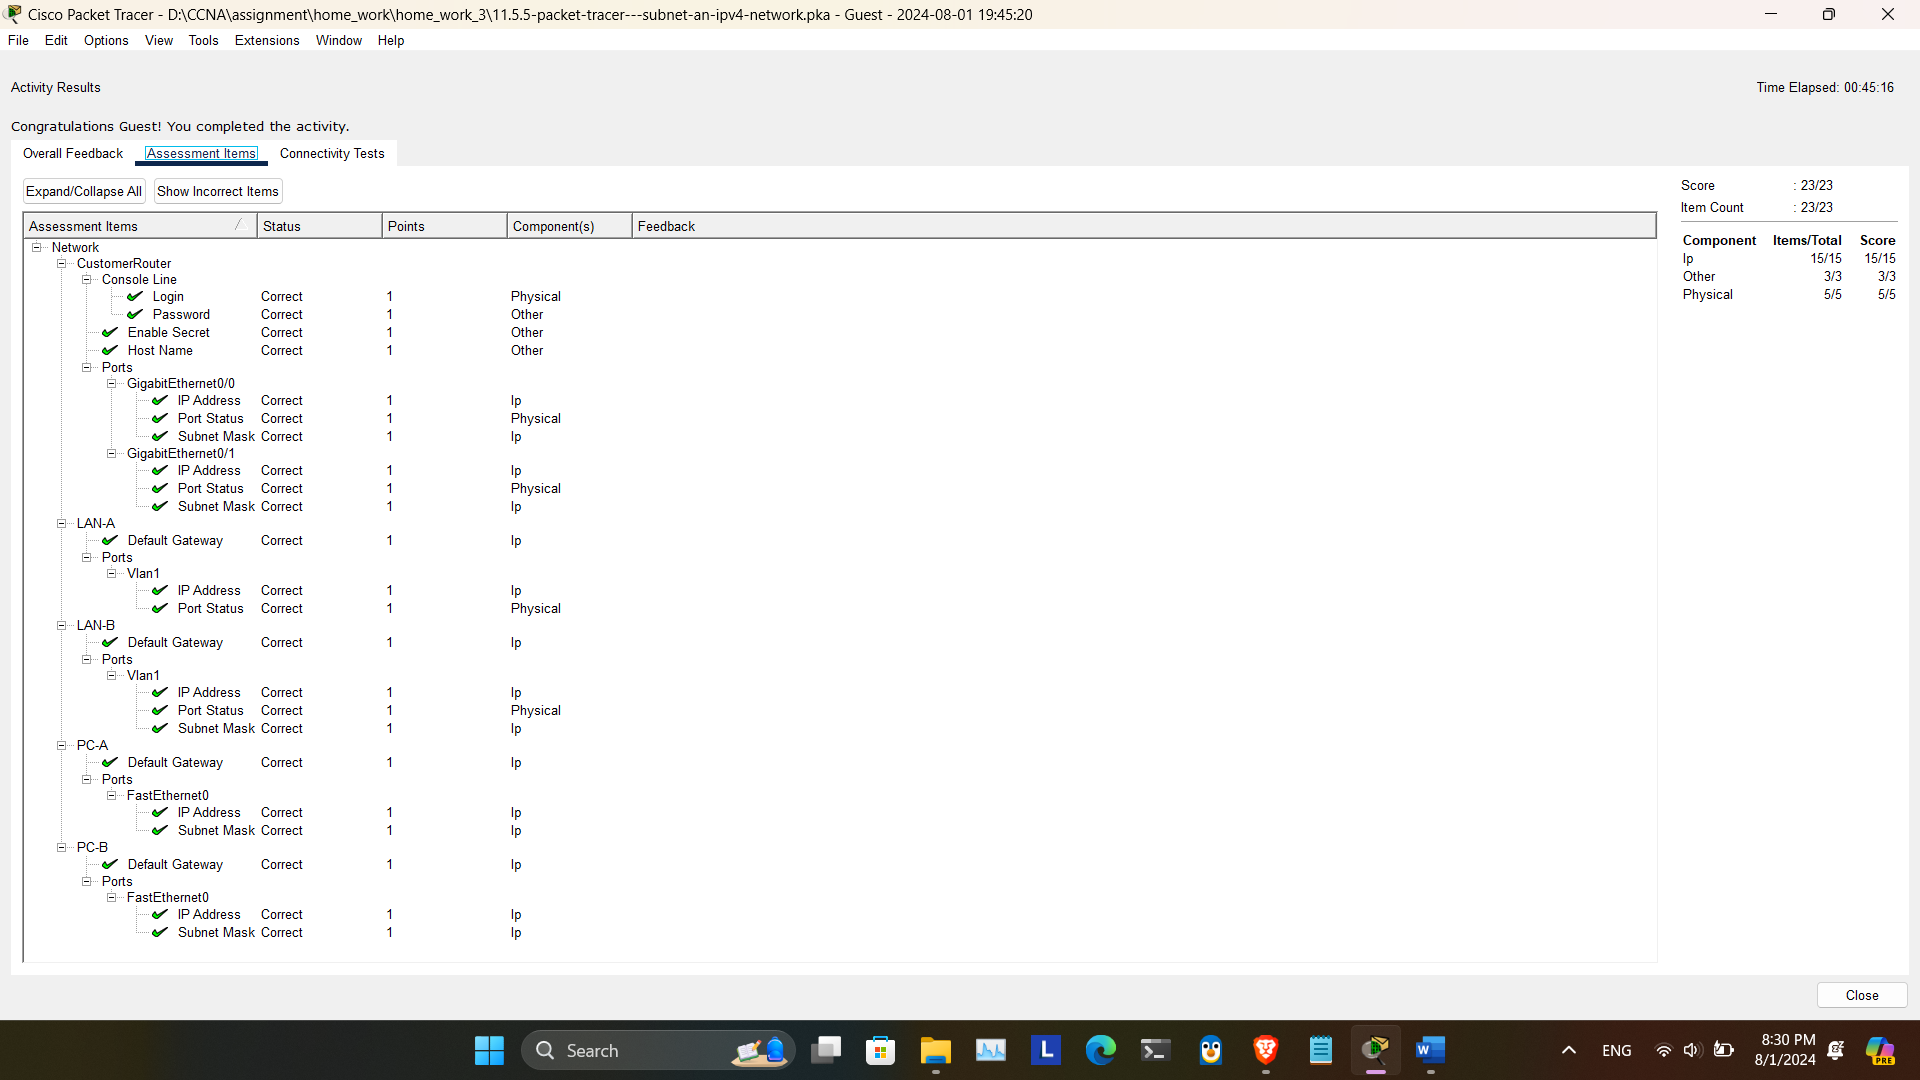 Cisco Packet Tracer - D:\CCNA\assignment\home_work\home_work_3\11.5.5-packet-tracer---subnet-an-ipv4-network.pka - Guest - 2024-08-01 19:45:20
File Edit Options View Tools Extensions Window Help
Activity Results
Time Elapsed: 00:45:16
Congratulations Guest! You completed the activity.
Overall Feedback Assessment Items Connectivity Tests
Expand/Collapse All Show Incorrect Items
Assessment Items Status Points Component(s) Feedback
Network
CustomerRouter
Console Line
Login Correct 1 Physical
Password Correct 1 Other
Enable Secret Correct 1 Other
Host Name Correct 1 Other
Ports
GigabitEthernet0/0
IP Address Correct 1 Ip
Port Status Correct 1 Physical
Subnet Mask Correct 1 Ip
GigabitEthernet0/1
IP Address Correct 1 Ip
Port Status Correct 1 Physical
Subnet Mask Correct 1 Ip
LAN-A
Default Gateway Correct 1 Ip
Ports
Vlan1
IP Address Correct 1 Ip
Port Status Correct 1 Physical
LAN-B
Default Gateway Correct 1 Ip
Ports
Vlan1
IP Address Correct 1 Ip
Port Status Correct 1 Physical
Subnet Mask Correct 1 Ip
PC-A
Default Gateway Correct 1 Ip
Ports
FastEthernet0
IP Address Correct 1 Ip
Subnet Mask Correct 1 Ip
PC-B
Default Gateway Correct 1 Ip
Ports
FastEthernet0
IP Address Correct 1 Ip
Subnet Mask Correct 1 Ip
Score : 23/23
Item Count : 23/23
Component Items/Total Score
Ip 15/15 15/15
Other 3/3 3/3
Physical 5/5 5/5
Close
Search
L
W
ENG
8:30 PM
8/1/2024
PRE